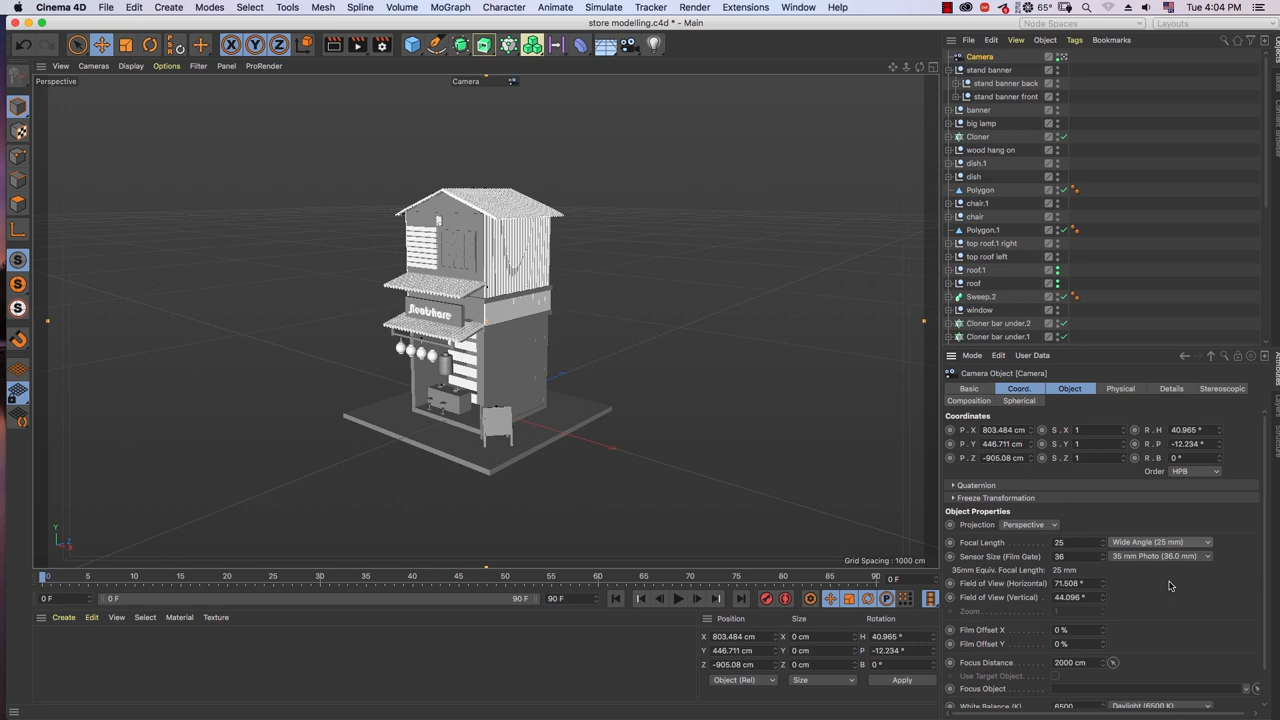 Cinema 4D File Edit Create Modes Select Tools Mesh Spline Volume MoGraph Character Animate Simulate Tracker Render Extensions Window Help 65° Tue 4:04 PM
store modelling.c4d * - Main
Node Spaces Layouts
View Cameras Display Options Filter Panel ProRender
File Edit View Object Tags Bookmarks
Perspective
Camera
Camera
stand banner
stand banner back
stand banner front
banner
big lamp
Cloner
wood hang on
dish.1
dish
Polygon
chair.1
chair
Polygon.1
top roof.1 right
top roof left
roof.1
roof
Sweep.2
window
Cloner bar under.2
Cloner bar under.1
Mode Edit User Data
Camera Object [Camera]
Basic Coord. Object Physical Details Stereoscopic
Composition Spherical
Coordinates
P . X 803.484 cm S . X 1 R . H 40.965 °
P . Y 446.711 cm S . Y 1 R . P -12.234 °
P . Z -905.08 cm S . Z 1 R . B 0 °
Order HPB
Quaternion
Freeze Transformation
Object Properties
Projection Perspective
Focal Length 25 Wide Angle (25 mm)
Sensor Size (Film Gate) 36 35 mm Photo (36.0 mm)
35mm Equiv. Focal Length: 25 mm
Field of View (Horizontal) 71.508 °
Field of View (Vertical) 44.096 °
Zoom 1
Film Offset X 0 %
Film Offset Y 0 %
Focus Distance 2000 cm
Use Target Object
Focus Object
White Balance (K) 6500 Daylight (6500 K)
Y
Z
X
Grid Spacing : 1000 cm
0 5 10 15 20 25 30 35 40 45 50 55 60 65 70 75 80 85 90 0 F
0 F 0 F 90 F 90 F
Create Edit View Select Material Texture
Position Size Rotation
X 803.484 cm X 0 cm H 40.965 °
Y 446.711 cm Y 0 cm P -12.234 °
Z -905.08 cm Z 0 cm B 0 °
Object (Rel) Size Apply